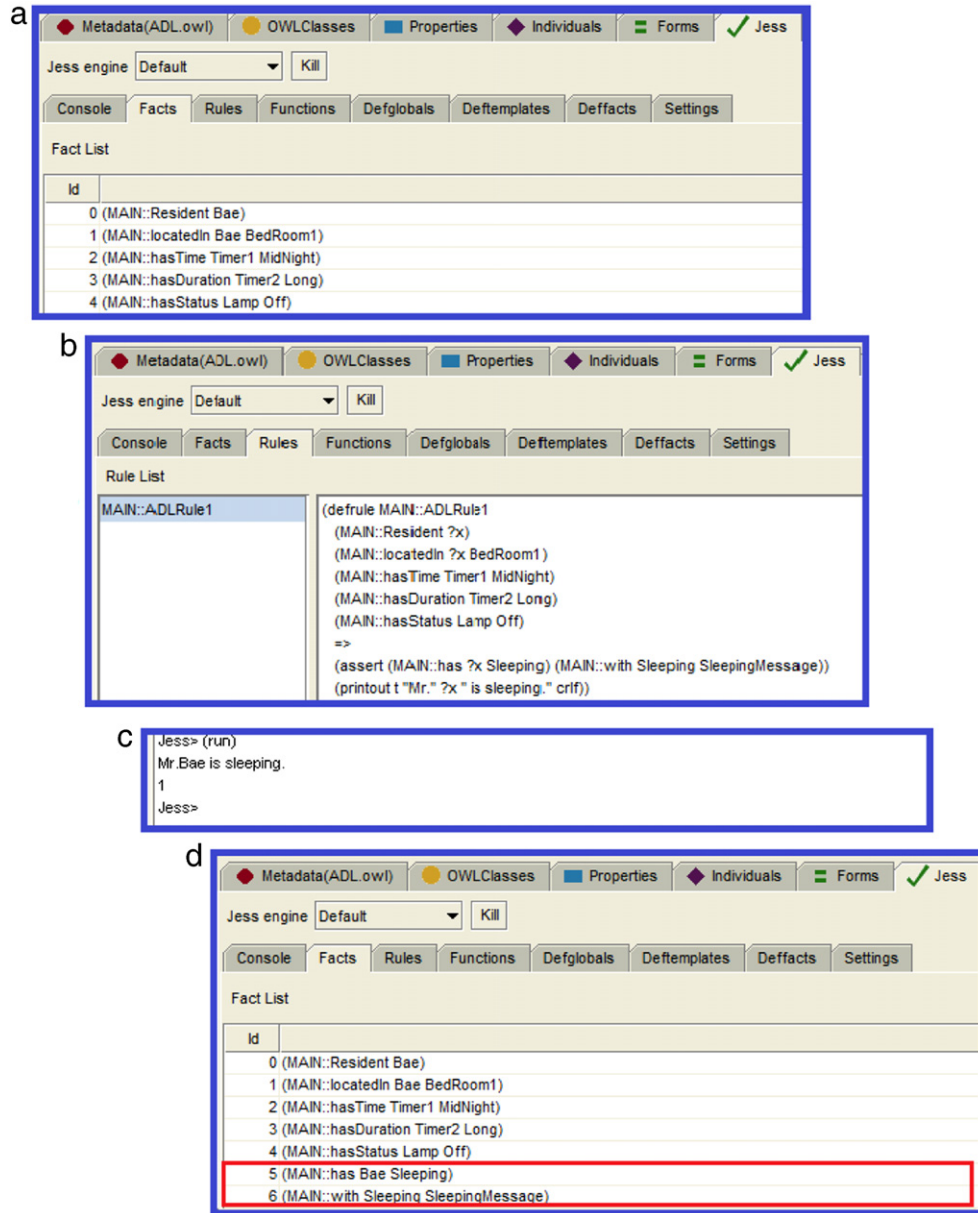 a
Metadata(ADL.owl) OWLClasses Properties Individuals Forms Jess
Jess engine Default Kill
Console Facts Rules Functions Defglobals Deftemplates Deffacts Settings
Fact List
Id
0 (MAIN::Resident Bae)
1 (MAIN::locatedIn Bae BedRoom1)
2 (MAIN::hasTime Timer1 MidNight)
3 (MAIN::hasDuration Timer2 Long)
4 (MAIN::hasStatus Lamp Off)
b
Metadata(ADL.owl) OWLClasses Properties Individuals Forms Jess
Jess engine Default Kill
Console Facts Rules Functions Defglobals Deftemplates Deffacts Settings
Rule List
MAIN::ADLRule1
(defrule MAIN::ADLRule1
(MAIN::Resident ?x)
(MAIN::locatedIn ?x BedRoom1)
(MAIN::hasTime Timer1 MidNight)
(MAIN::hasDuration Timer2 Long)
(MAIN::hasStatus Lamp Off)
=>
(assert (MAIN::has ?x Sleeping) (MAIN::with Sleeping SleepingMessage))
(printout t "Mr." ?x " is sleeping." crlf))
c
Jess> (run)
Mr.Bae is sleeping.
1
Jess>
d
Metadata(ADL.owl) OWLClasses Properties Individuals Forms Jess
Jess engine Default Kill
Console Facts Rules Functions Defglobals Deftemplates Deffacts Settings
Fact List
Id
0 (MAIN::Resident Bae)
1 (MAIN::locatedIn Bae BedRoom1)
2 (MAIN::hasTime Timer1 MidNight)
3 (MAIN::hasDuration Timer2 Long)
4 (MAIN::hasStatus Lamp Off)
5 (MAIN::has Bae Sleeping)
6 (MAIN::with Sleeping SleepingMessage)